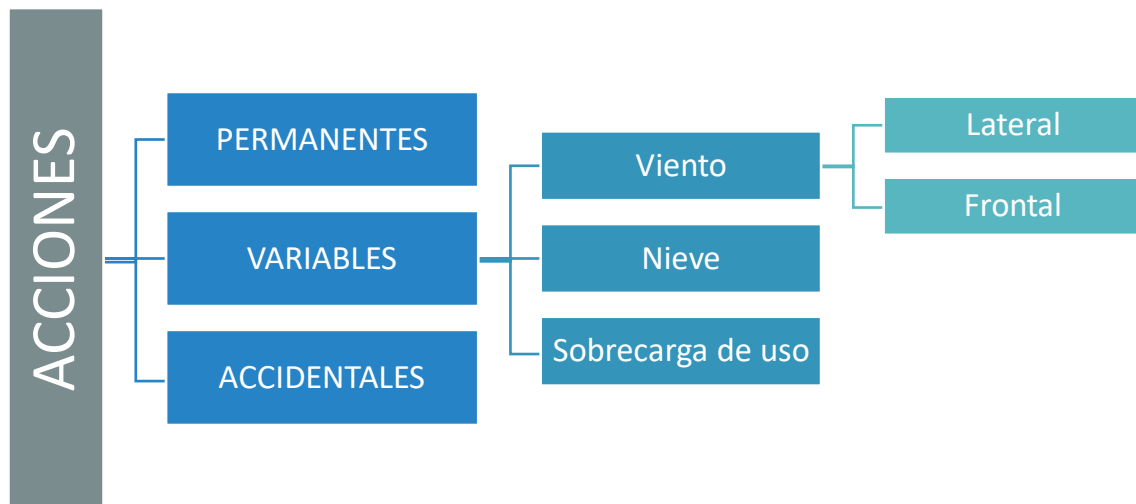 ACCIONES
PERMANENTES
VARIABLES
ACCIDENTALES
Viento
Nieve
Sobrecarga de uso
Lateral
Frontal